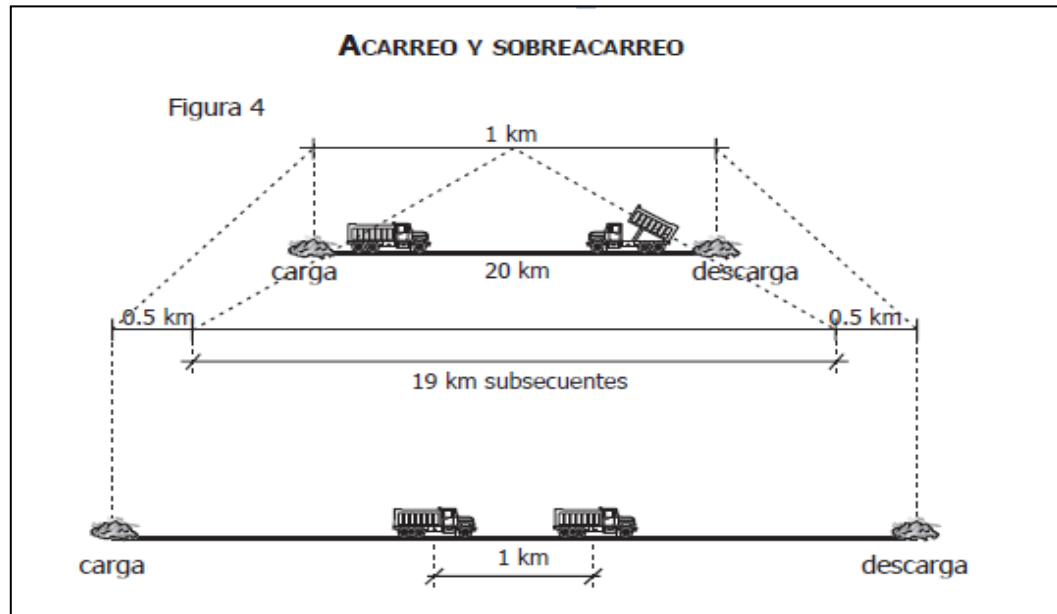 ACARREO Y SOBREACARREO
Figura 4
1 km
carga
20 km
descarga
0.5 km
0.5 km
19 km subsecuentes
carga
1 km
descarga